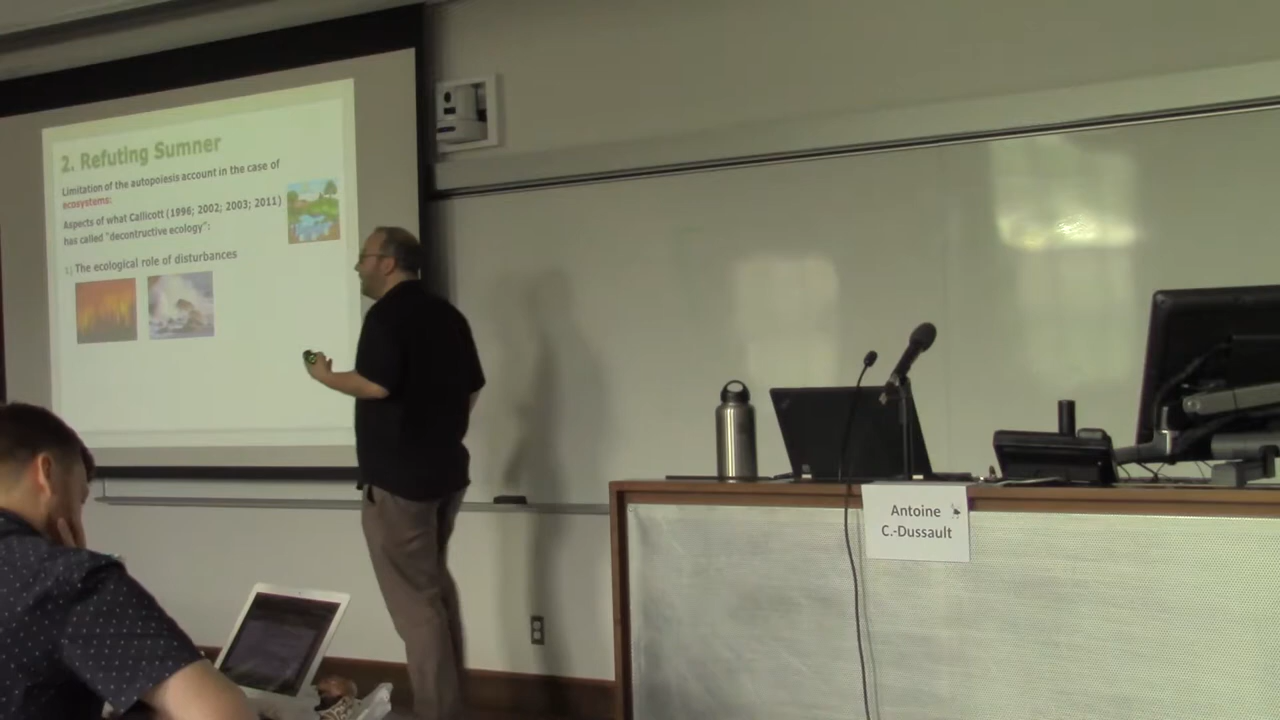 2. Refuting Sumner
Limitation of the autopoiesis account in the case of
ecosystems:
Aspects of what Callicott (1996; 2002; 2003; 2011)
has called "decontructive ecology":
1) The ecological role of disturbances
Antoine
C.-Dussault